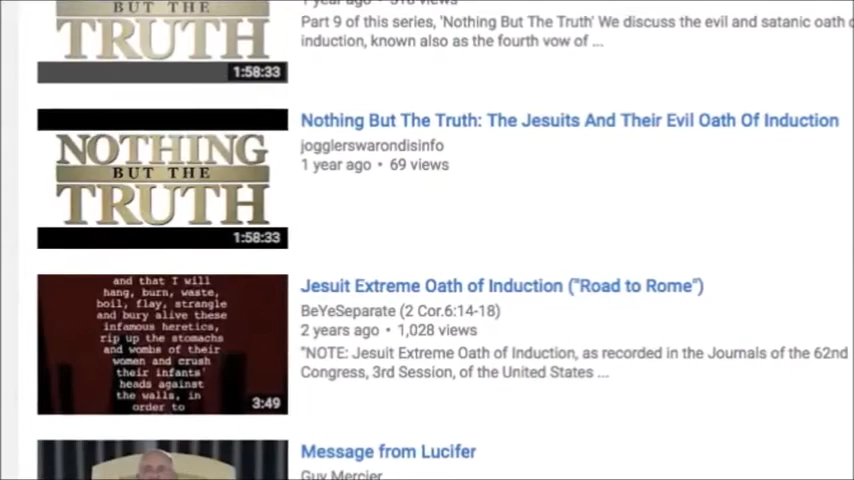 BUT THE
TRUTH
1:58:33
Part 9 of this series, 'Nothing But The Truth' We discuss the evil and satanic oath
induction, known also as the fourth vow of ...
NOTHING
BUT THE
TRUTH
1:58:33
Nothing But The Truth: The Jesuits And Their Evil Oath Of Induction
jogglerswarondisinfo
1 year ago • 69 views
and that I will
hang, burn, waste,
boil, flay, strangle
and bury alive these
infamous heretics,
rip up the stomachs
and wombs of their
women and crush
their infants'
heads against
the walls, in
order to
3:49
Jesuit Extreme Oath of Induction ("Road to Rome")
BeYeSeparate (2 Cor.6:14-18)
2 years ago • 1,028 views
"NOTE: Jesuit Extreme Oath of Induction, as recorded in the Journals of the 62nd
Congress, 3rd Session, of the United States ...
Message from Lucifer
Guy Mercier